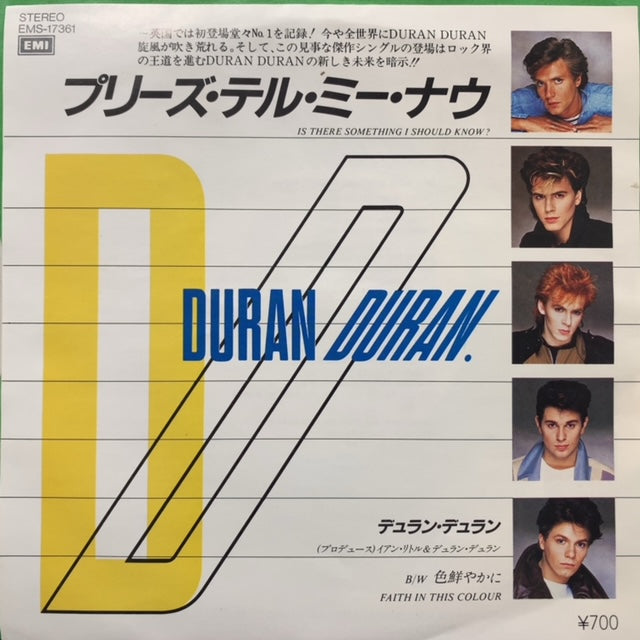 STEREO
EMS-17361
EMI
—英国では初登場堂々No.1を記録! 今や全世界にDURAN DURAN
旋風が吹き荒れる。そして、この見事な傑作シングルの登場はロック界
の王道を進むDURAN DURANの新しき未来を暗示!!
プリーズ・テル・ミー・ナウ
IS THERE SOMETHING I SHOULD KNOW?
DD
DURAN DURAN.
デュラン・デュラン
(プロデュース)イアン・リトル&デュラン・デュラン
B/W 色鮮やかに
FAITH IN THIS COLOUR
¥700